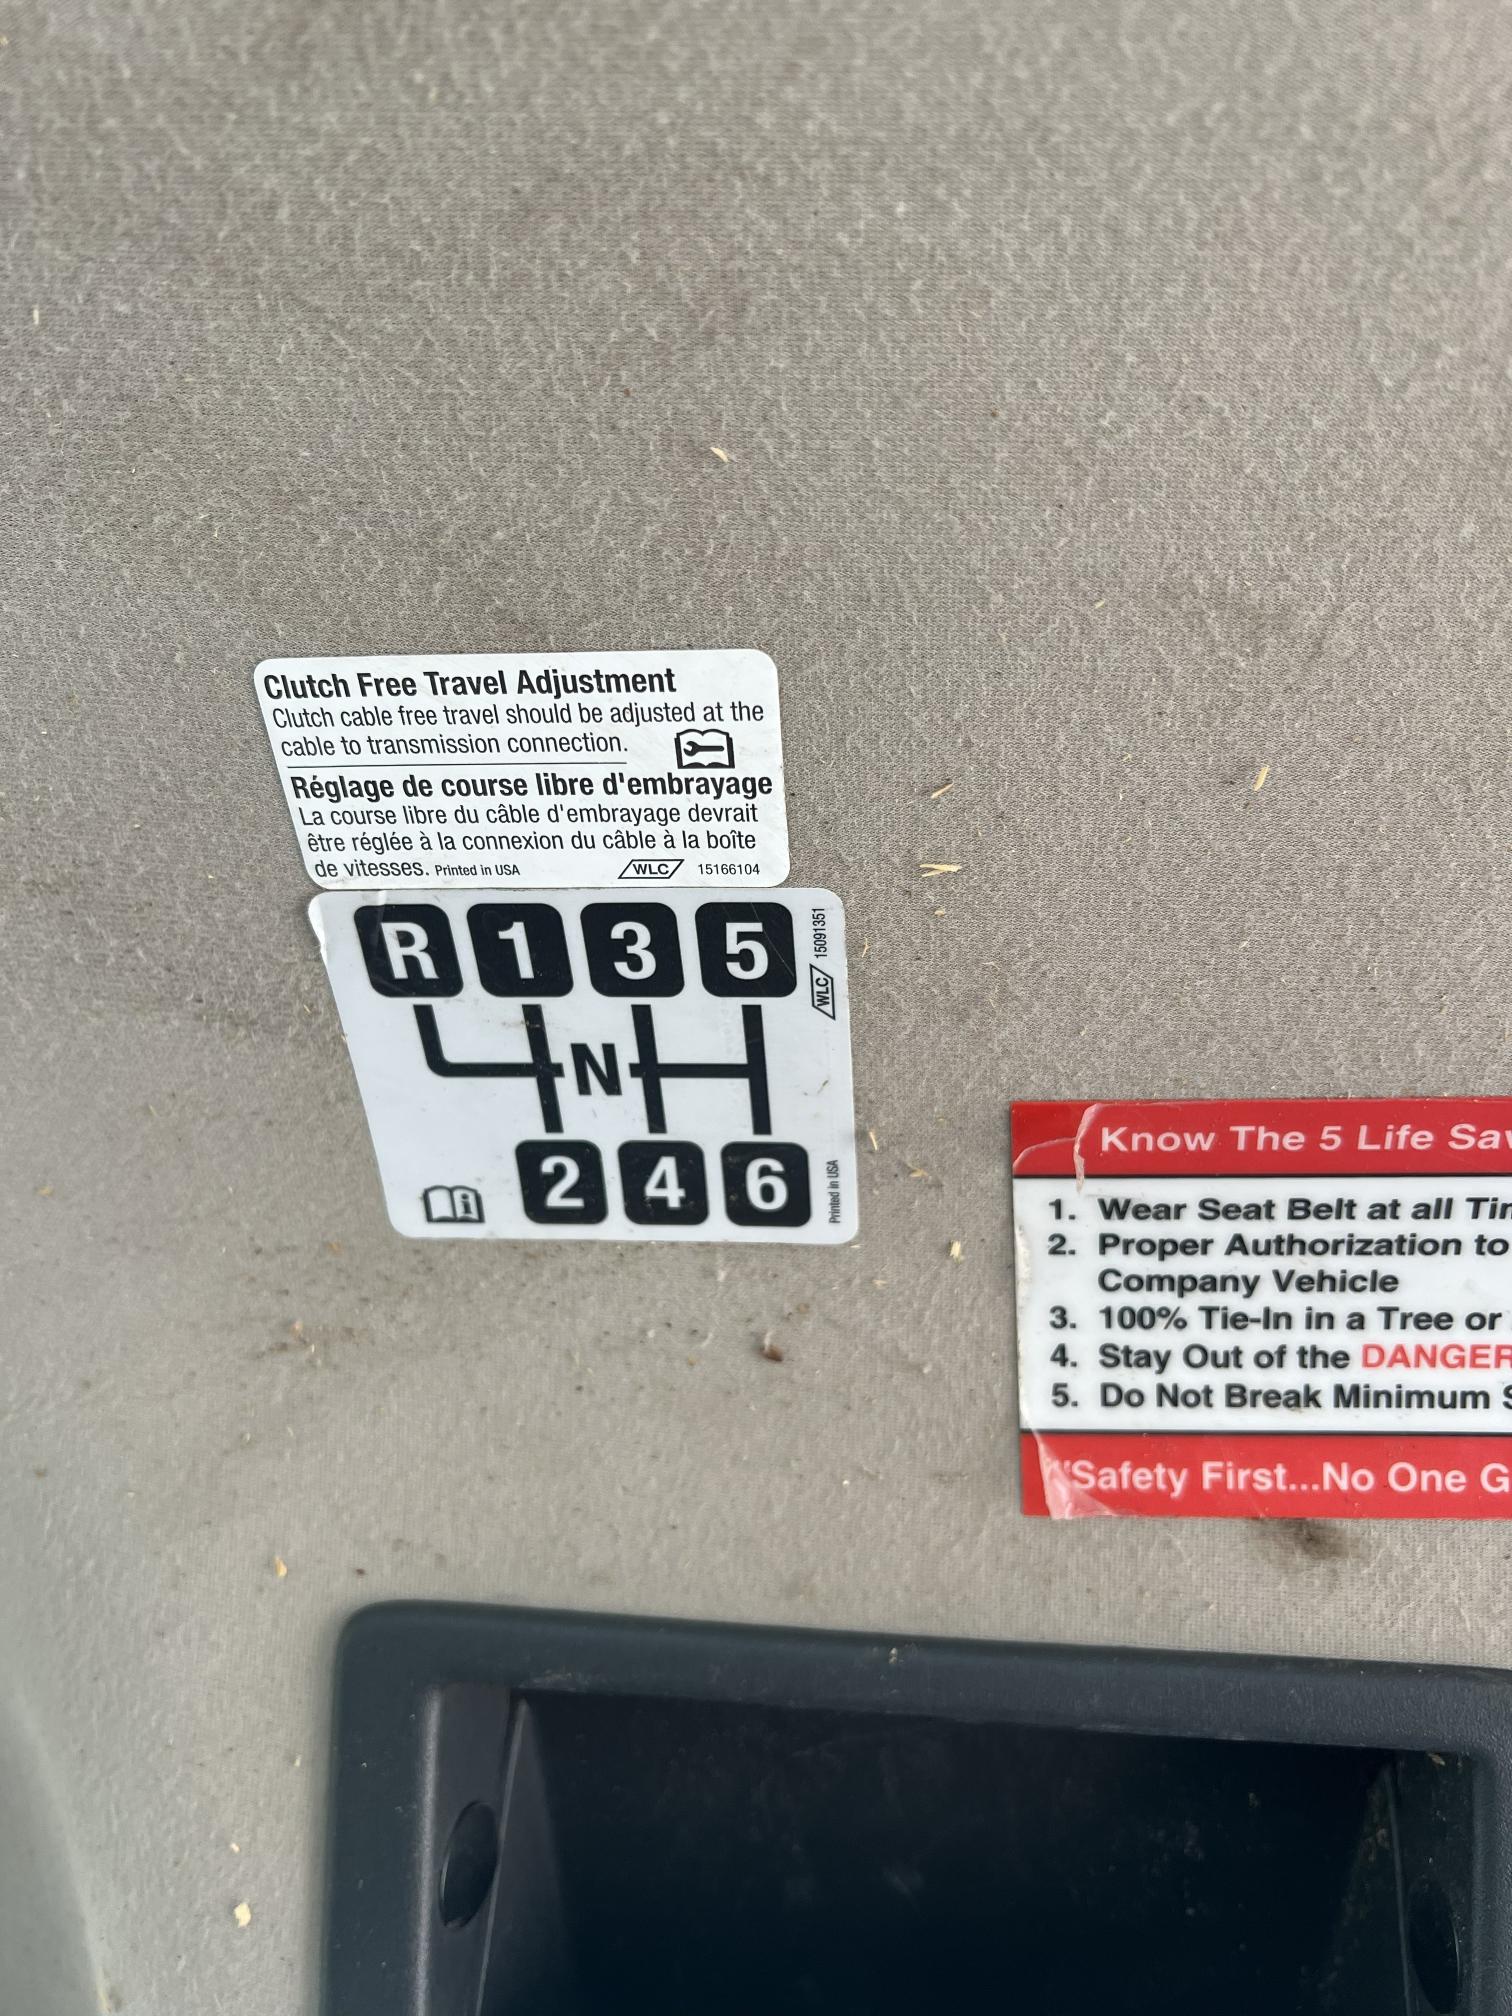 Clutch Free Travel Adjustment
Clutch cable free travel should be adjusted at the
cable to transmission connection.
Réglage de course libre d'embrayage
La course libre du câble d'embrayage devrait
être réglée à la connexion du câble à la boîte
de vitesses. Printed in USA WLC 15166104
R 1 3 5
N
2 4 6
WLC 15091351
Printed in USA
Know The 5 Life Sav
1. Wear Seat Belt at all Tim
2. Proper Authorization to
Company Vehicle
3. 100% Tie-In in a Tree or
4. Stay Out of the DANGER
5. Do Not Break Minimum S
"Safety First...No One G